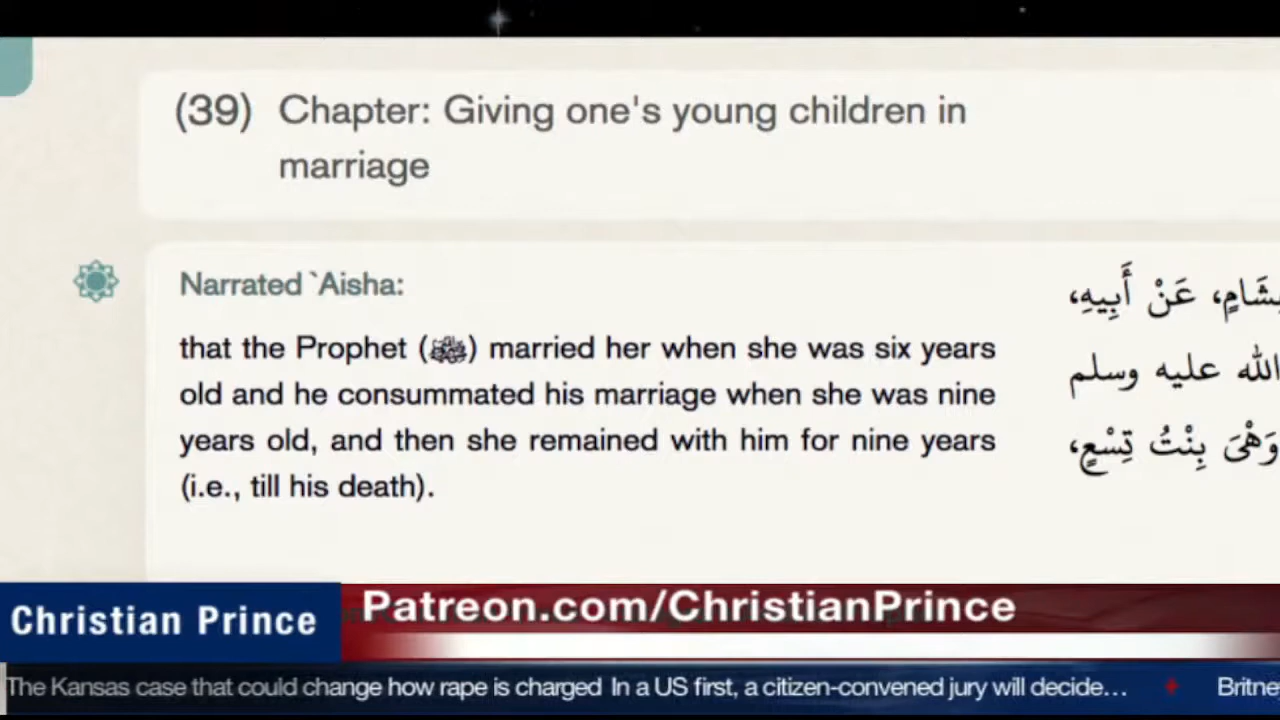 (39) Chapter: Giving one's young children in
marriage
Narrated `Aisha:
that the Prophet (ﷺ) married her when she was six years
old and he consummated his marriage when she was nine
years old, and then she remained with him for nine years
(i.e., till his death).
عَنْ أَبِيهِ،
الله عليه وسلم
وَهْىَ بِنْتُ تِسْعٍ،
Christian Prince
Patreon.com/ChristianPrince
The Kansas case that could change how rape is charged In a US first, a citizen-convened jury will decide...